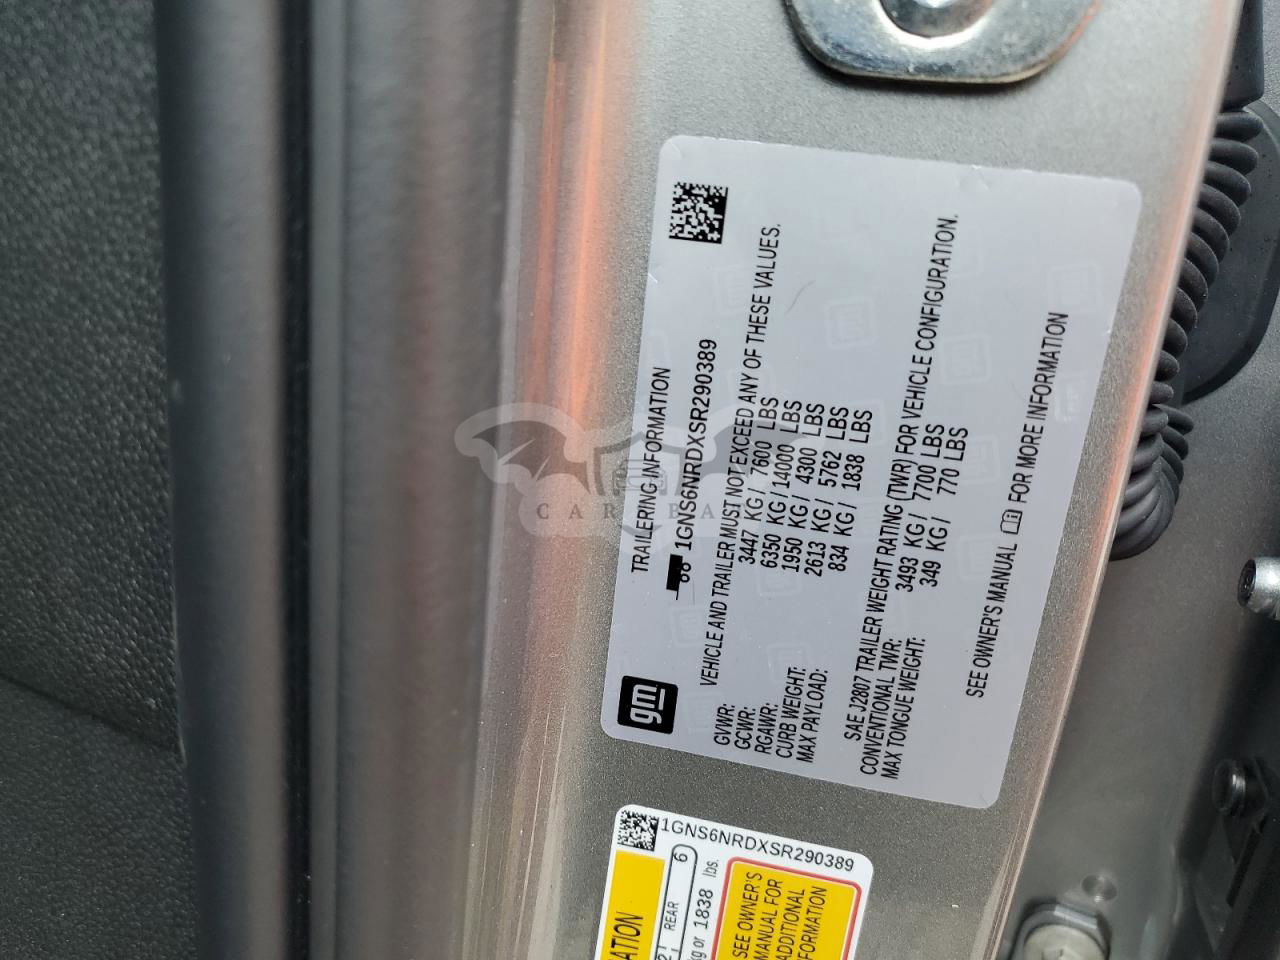 TRAILERING INFORMATION
1GNS6NRDXSR290389
gm
VEHICLE AND TRAILER MUST NOT EXCEED ANY OF THESE VALUES.
GVWR: 3447 KG / 7600 LBS
GCWR: 6350 KG / 14000 LBS
RGAWR: 1950 KG / 4300 LBS
CURB WEIGHT: 2613 KG / 5762 LBS
MAX PAYLOAD: 834 KG / 1838 LBS
SAE J2807 TRAILER WEIGHT RATING (TWR) FOR VEHICLE CONFIGURATION.
CONVENTIONAL TWR: 3493 KG / 7700 LBS
MAX TONGUE WEIGHT: 349 KG / 770 LBS
SEE OWNER'S MANUAL FOR MORE INFORMATION
1GNS6NRDXSR290389
REAR 6
kg or 1838 lbs.
SEE OWNER'S
MANUAL FOR
ADDITIONAL